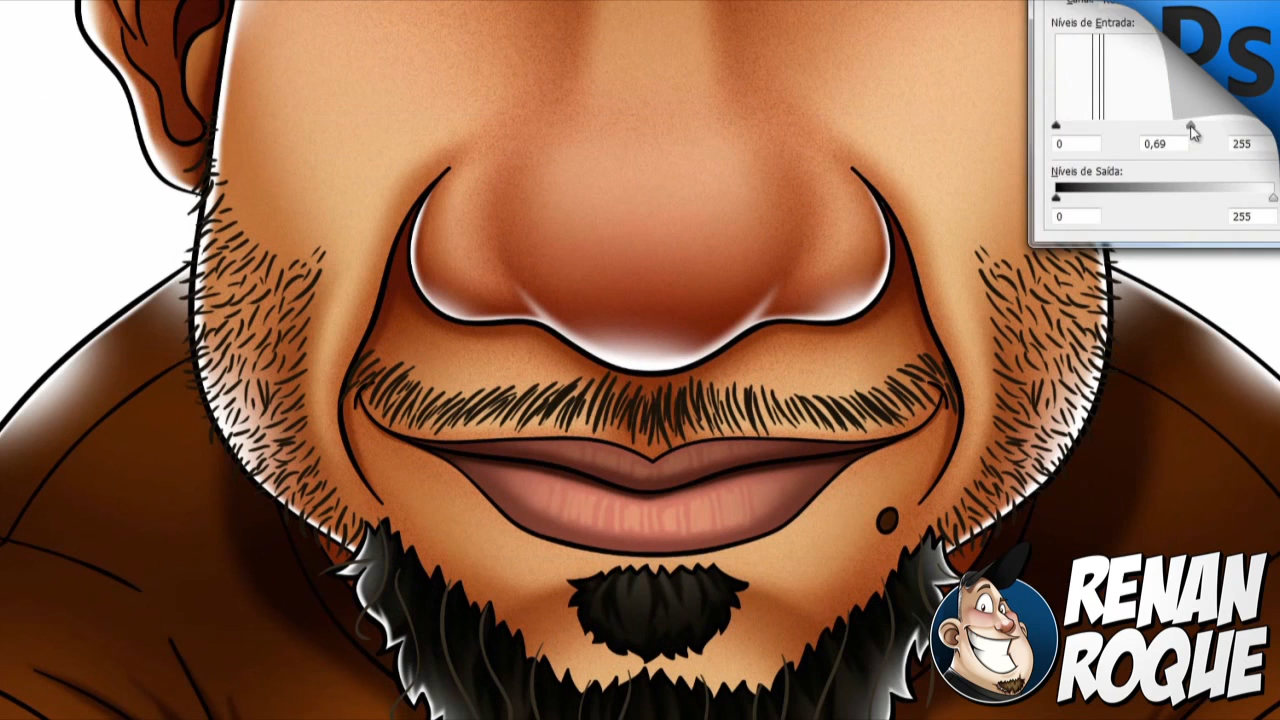 Níveis de Entrada:
Ps
0 0,69 255
Níveis de Saída:
0 255
RENAN
ROQUE